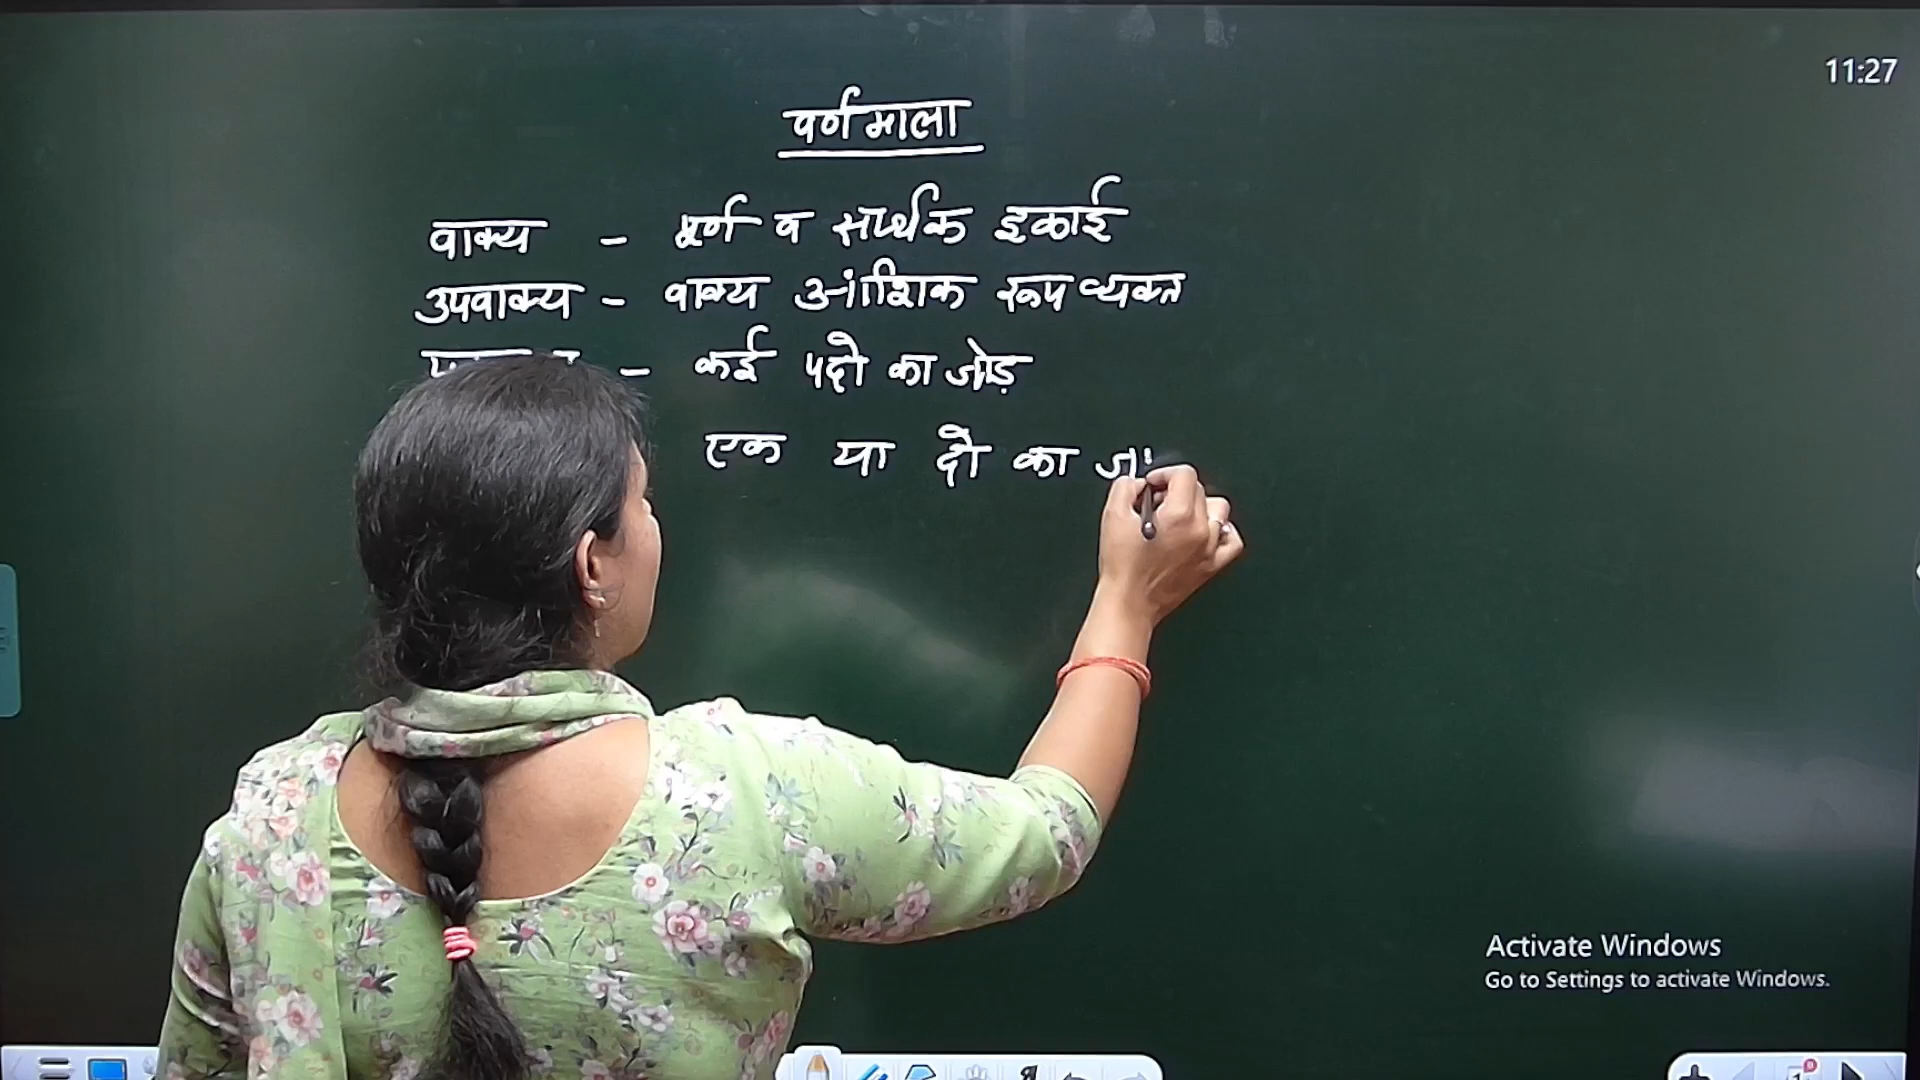 11:27
वर्णमाला
वाक्य - पूर्ण व सार्थक इकाई
उपवाक्य - वाक्य आंशिक रूप व्यक्त
- कई पदो का जोड़
एक या दो का
Activate Windows
Go to Settings to activate Windows.